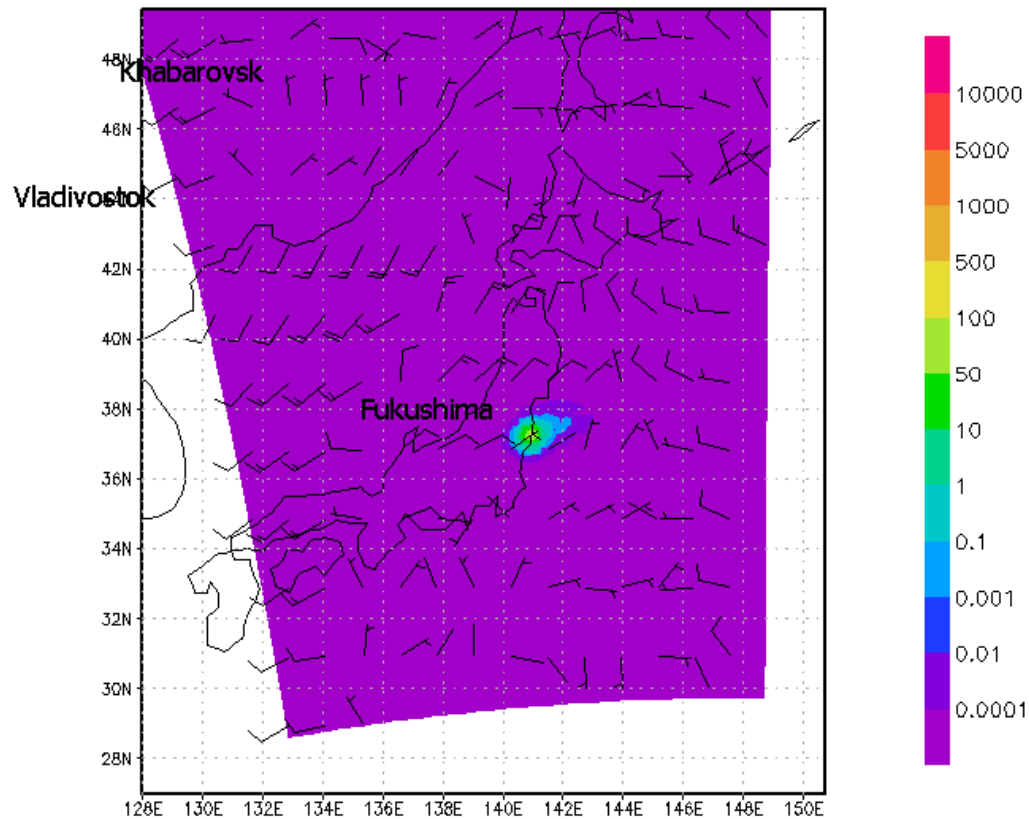 48N
Khabarovsk
46N
Vladivostok
44N
42N
40N
38N
Fukushima
36N
34N
32N
30N
28N
128E 130E 132E 134E 136E 138E 140E 142E 144E 146E 148E 150E
10000
5000
1000
500
100
50
10
1
0.1
0.001
0.01
0.0001